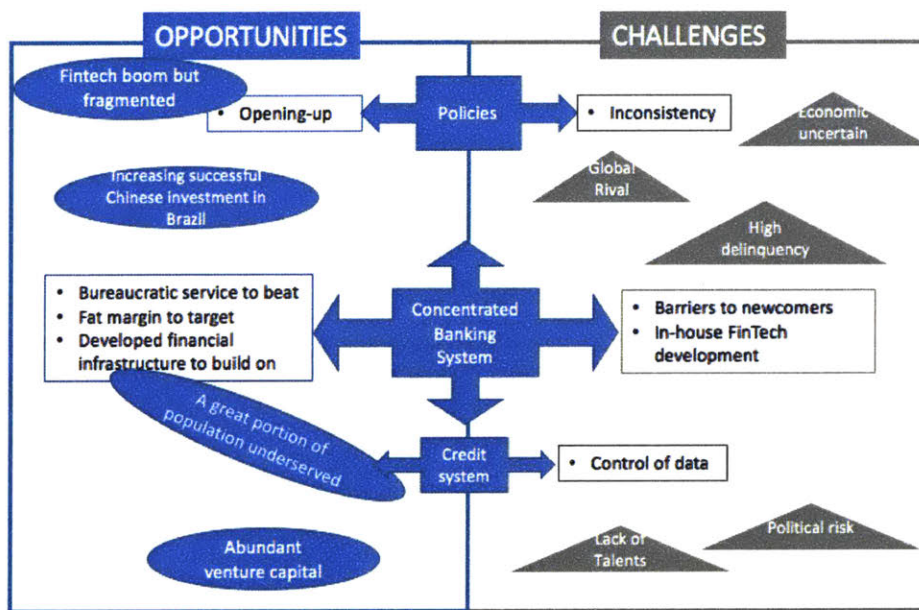 OPPORTUNITIES
CHALLENGES
Fintech boom but
fragmented
• Opening-up
Policies
• Inconsistency
Economic
uncertain
Increasing successful
Chinese investment in
Brazil
Global
Rival
High
delinquency
• Bureaucratic service to beat
• Fat margin to target
• Developed financial
infrastructure to build on
Concentrated
Banking
System
• Barriers to newcomers
• In-house FinTech
development
A great portion of
population underserved
Credit
system
• Control of data
Abundant
venture capital
Lack of
Talents
Political risk